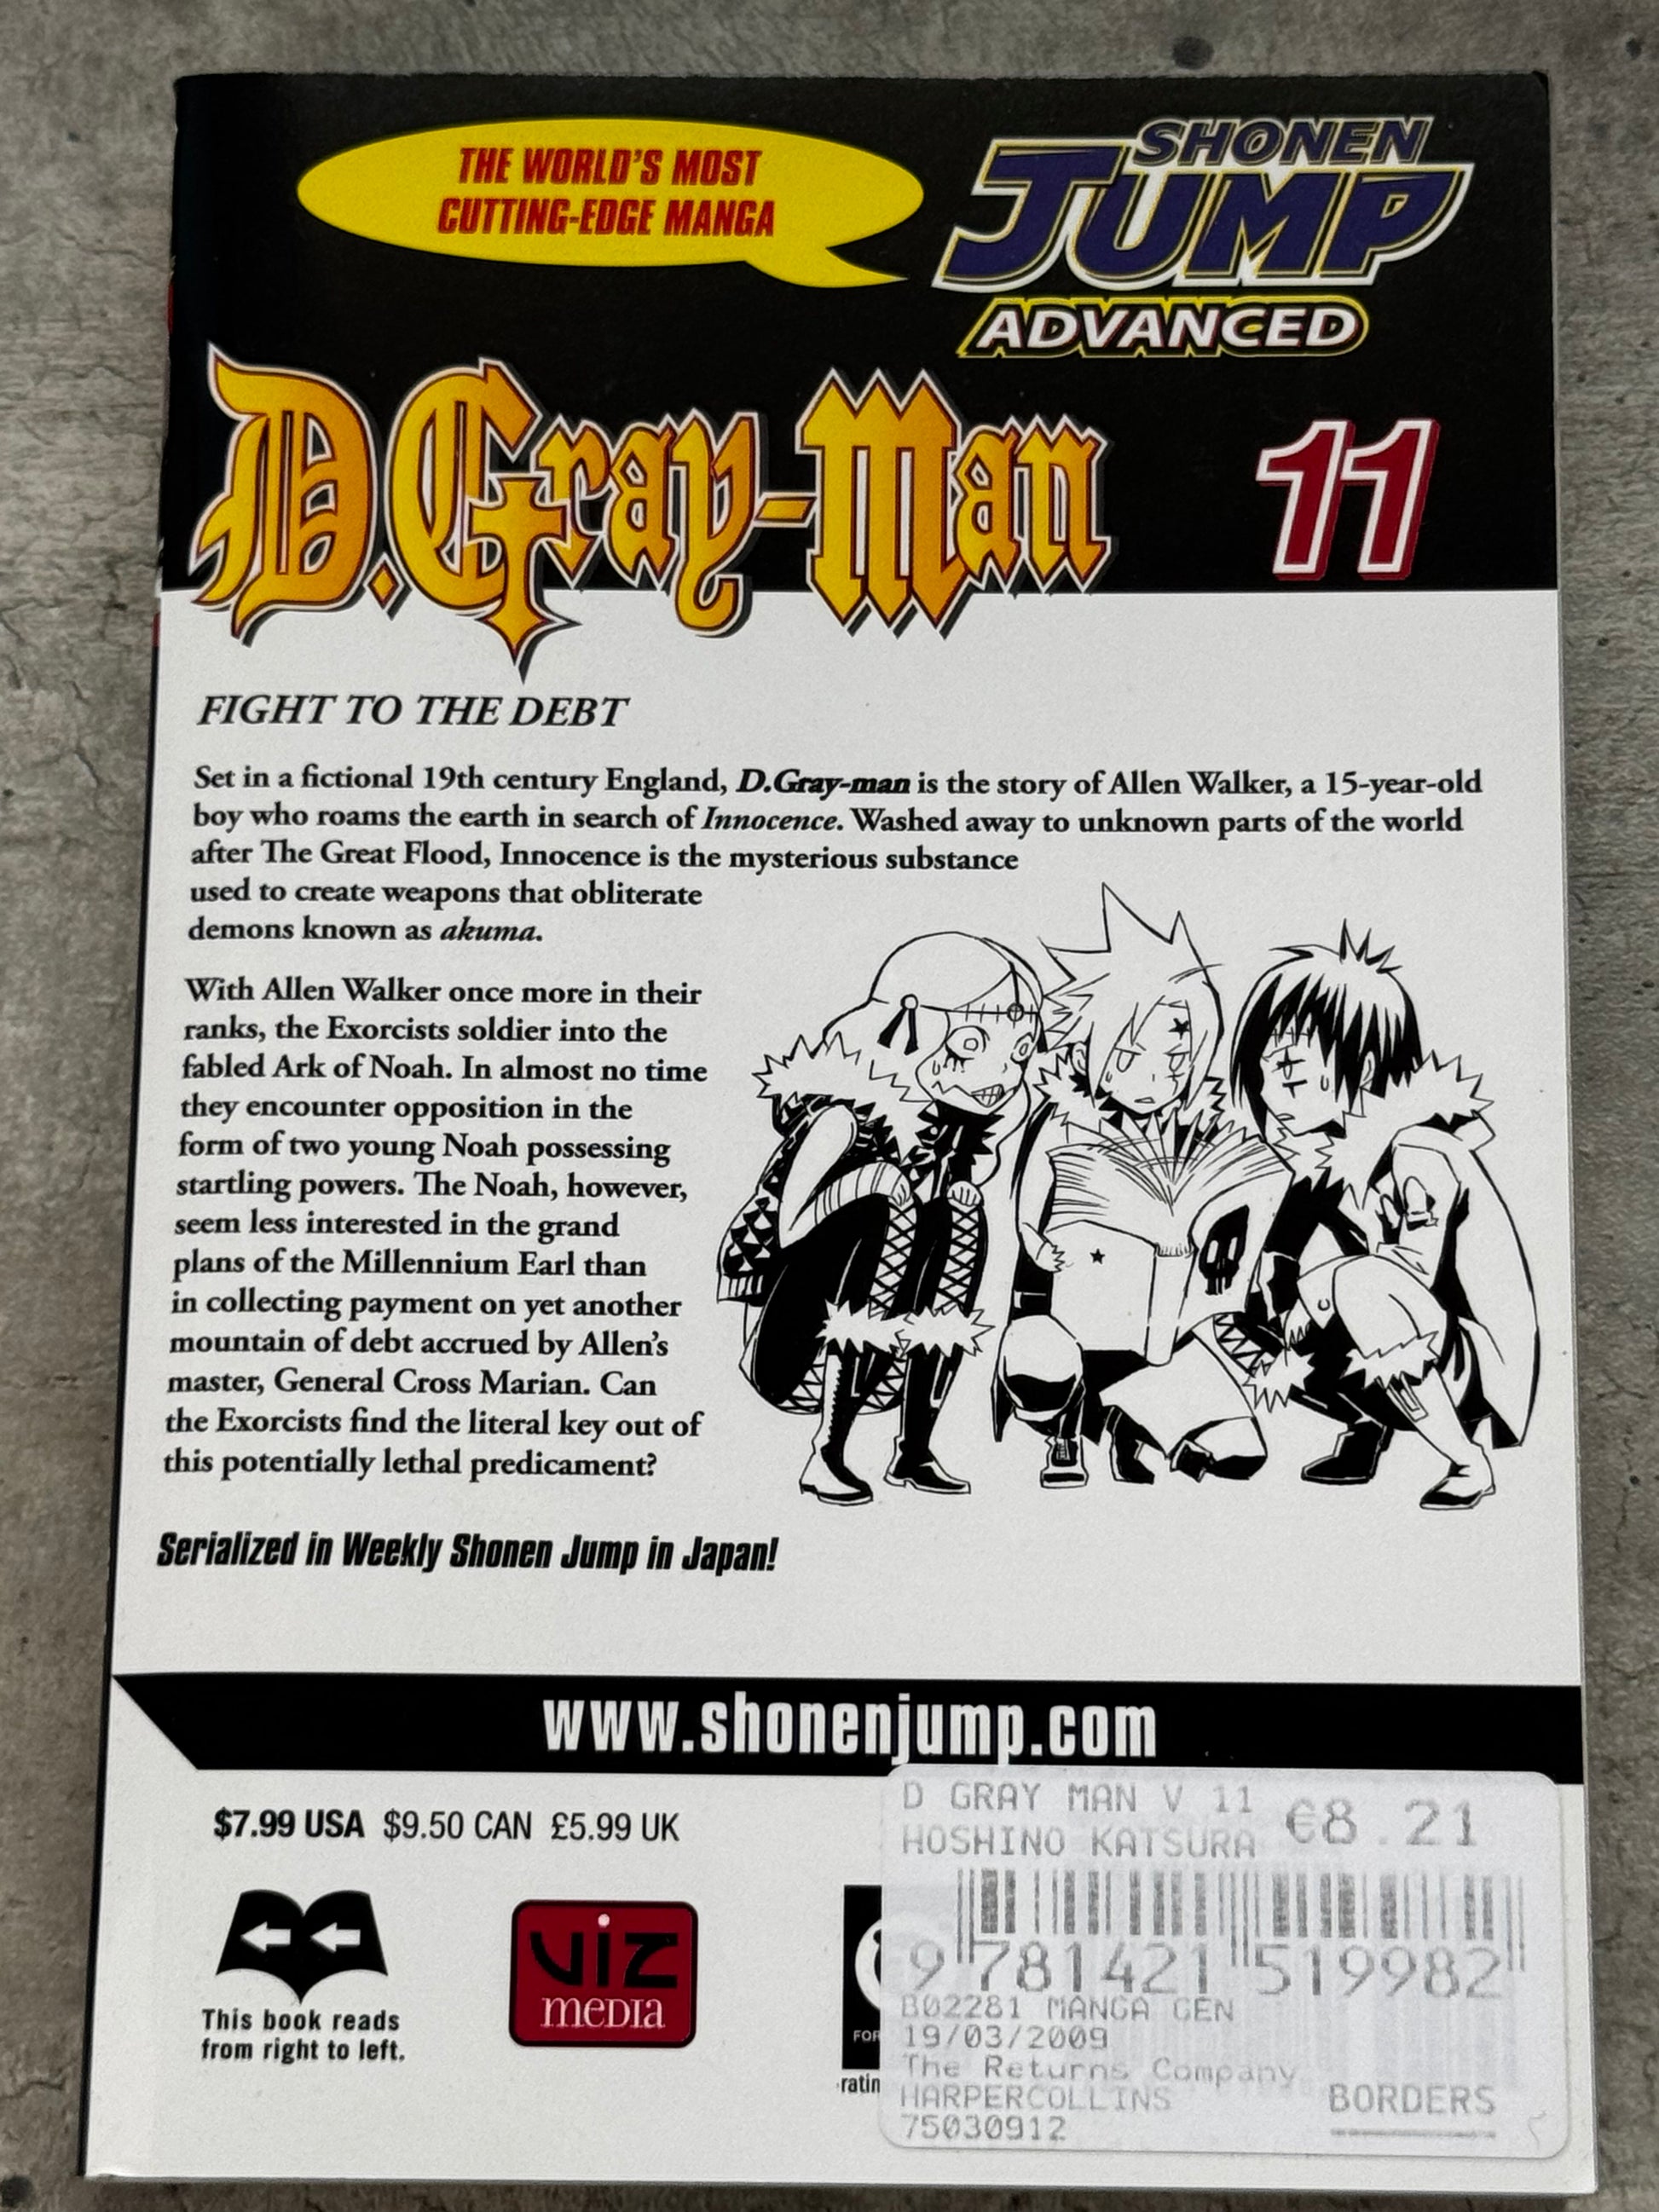 THE WORLD'S MOST
CUTTING-EDGE MANGA
SHONEN
JUMP
ADVANCED
D.Gray-Man
11
FIGHT TO THE DEBT
Set in a fictional 19th century England, D.Gray-man is the story of Allen Walker, a 15-year-old
boy who roams the earth in search of Innocence. Washed away to unknown parts of the world
after The Great Flood, Innocence is the mysterious substance
used to create weapons that obliterate
demons known as akuma.
With Allen Walker once more in their
ranks, the Exorcists soldier into the
fabled Ark of Noah. In almost no time
they encounter opposition in the
form of two young Noah possessing
startling powers. The Noah, however,
seem less interested in the grand
plans of the Millennium Earl than
in collecting payment on yet another
mountain of debt accrued by Allen's
master, General Cross Marian. Can
the Exorcists find the literal key out of
this potentially lethal predicament?
Serialized in Weekly Shonen Jump in Japan!
www.shonenjump.com
$7.99 USA $9.50 CAN £5.99 UK
This book reads
from right to left.
VIZ
MEDIA
FOR
ratin
D GRAY MAN V 11
HOSHINO KATSURA
€8.21
9 781421 519982
B02281 MANGA GEN
19/03/2009
The Returns Company
HARPERCOLLINS
BORDERS
75030912